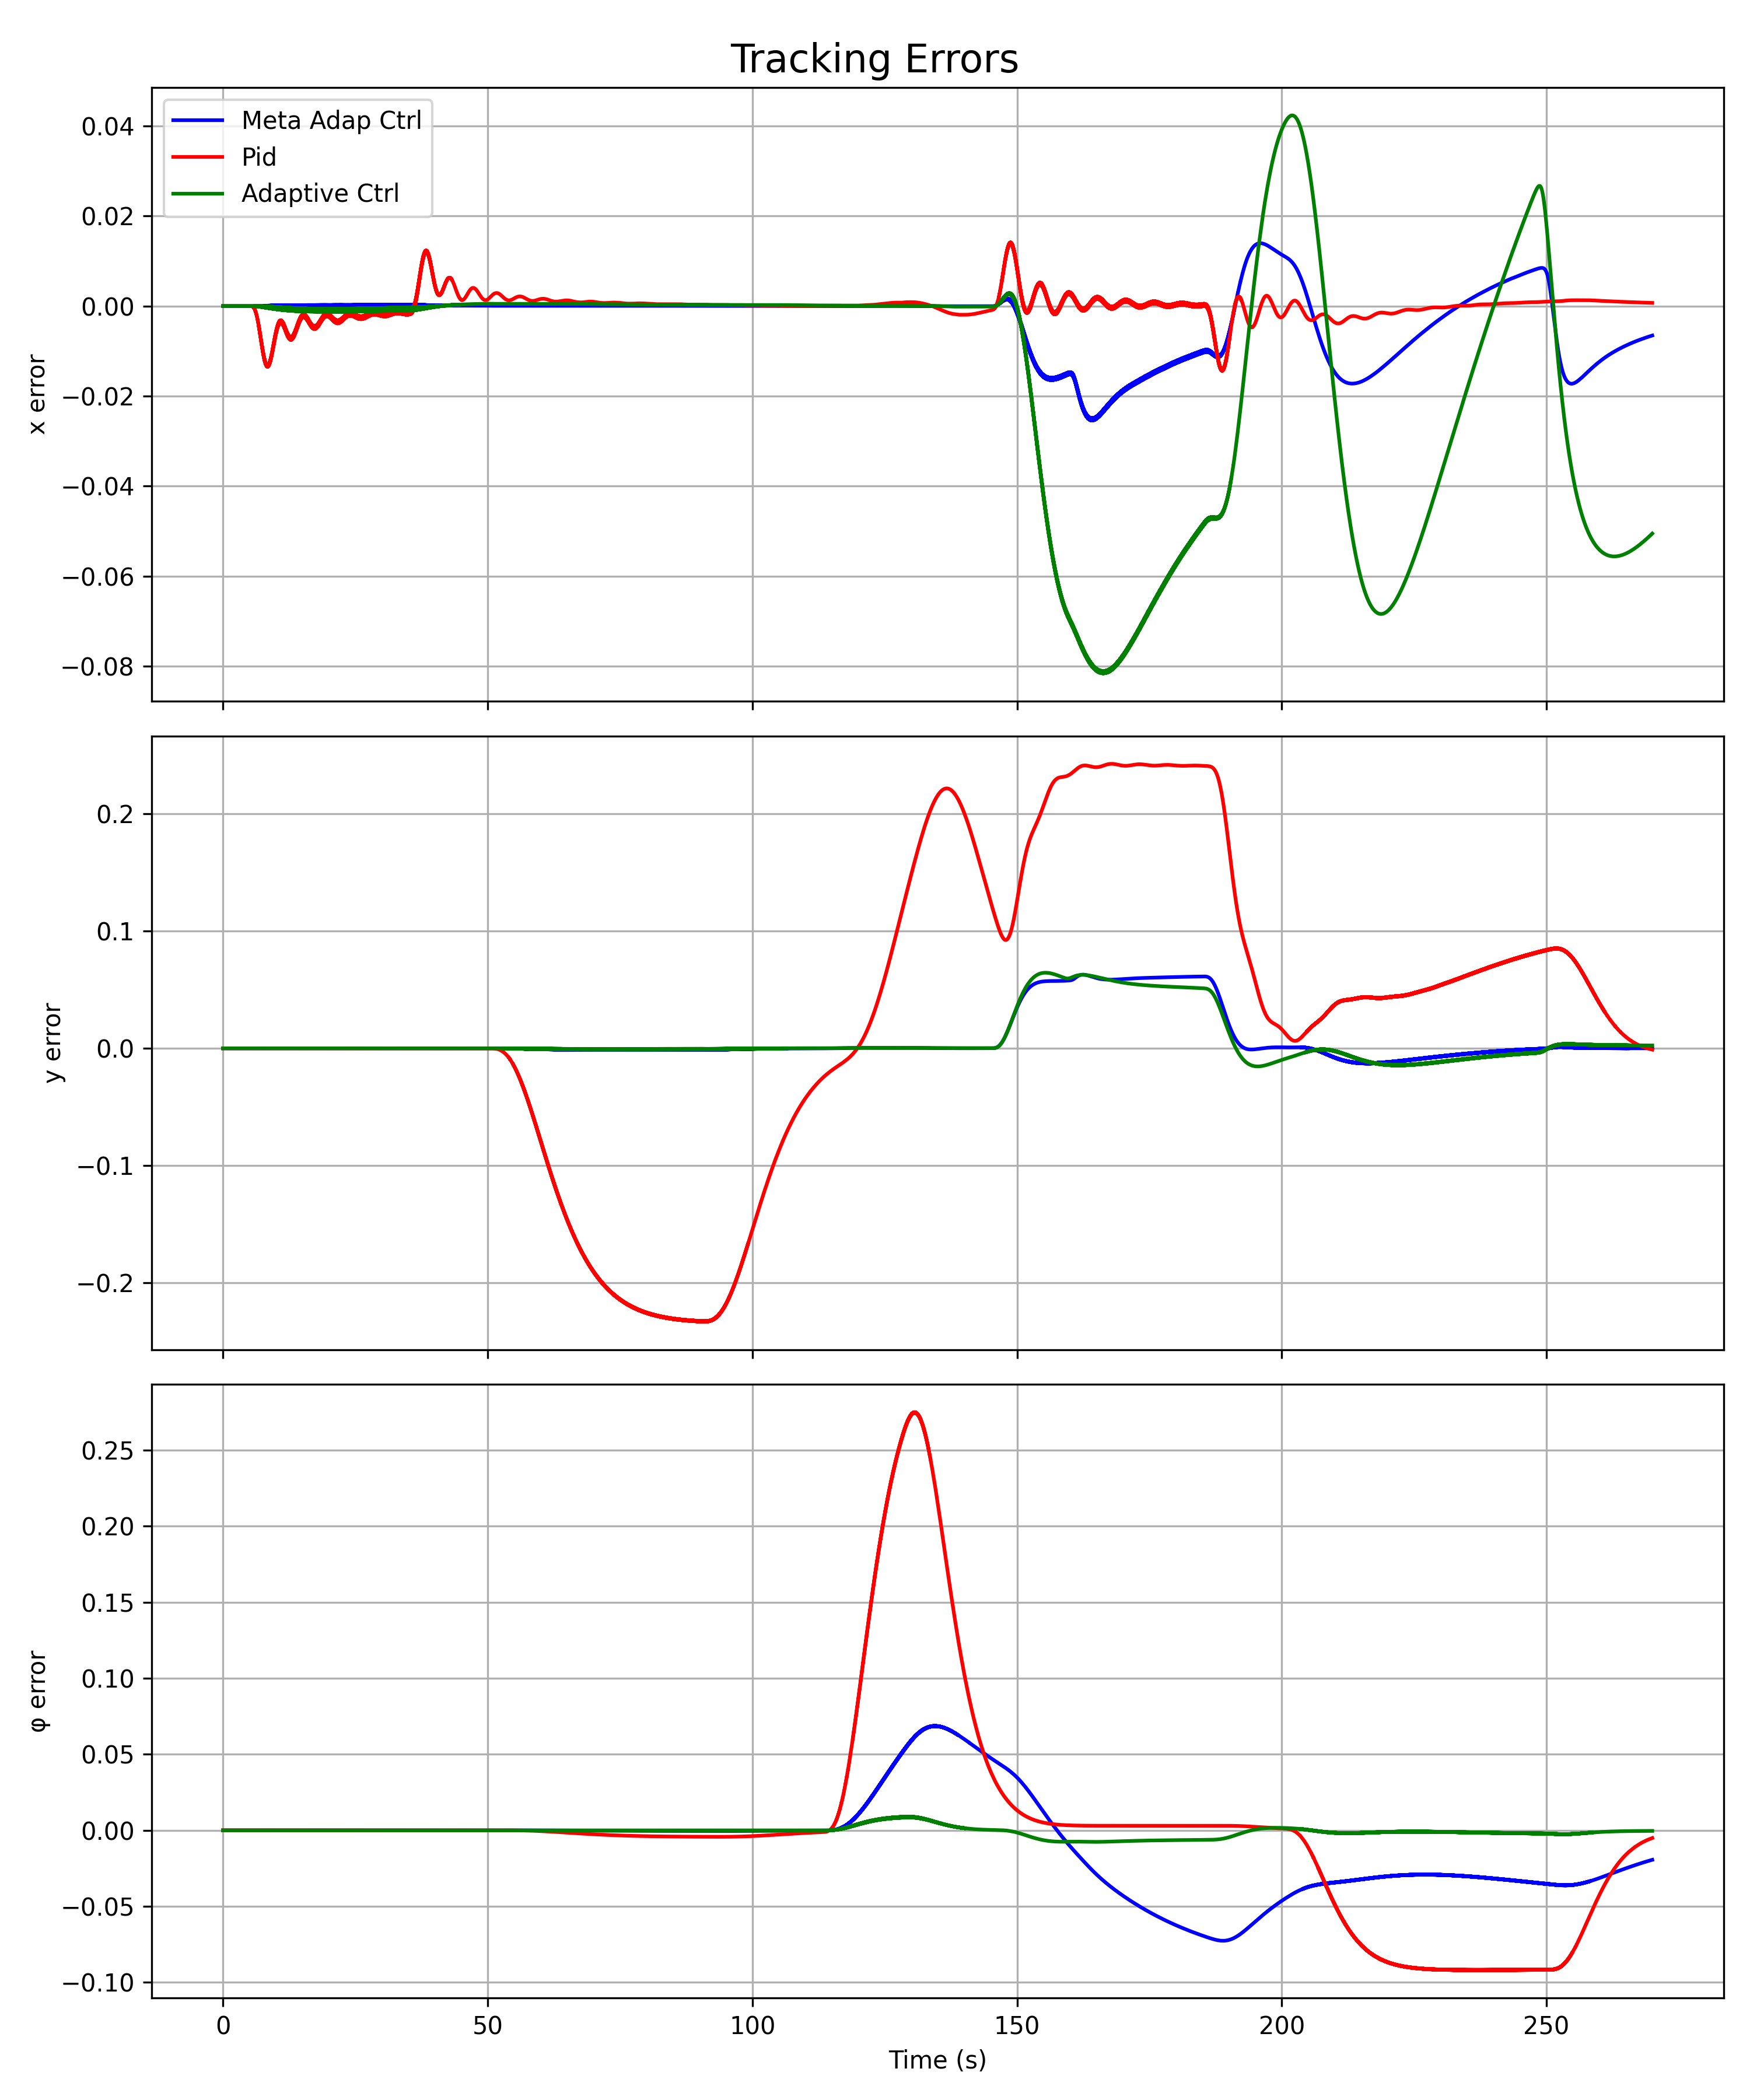 Tracking Errors
Meta Adap Ctrl
Pid
Adaptive Ctrl
0.04
0.02
0.00
−0.02
−0.04
−0.06
−0.08
x error
0.2
0.1
0.0
−0.1
−0.2
y error
0.25
0.20
0.15
0.10
0.05
0.00
−0.05
−0.10
φ error
0 50 100 150 200 250
Time (s)